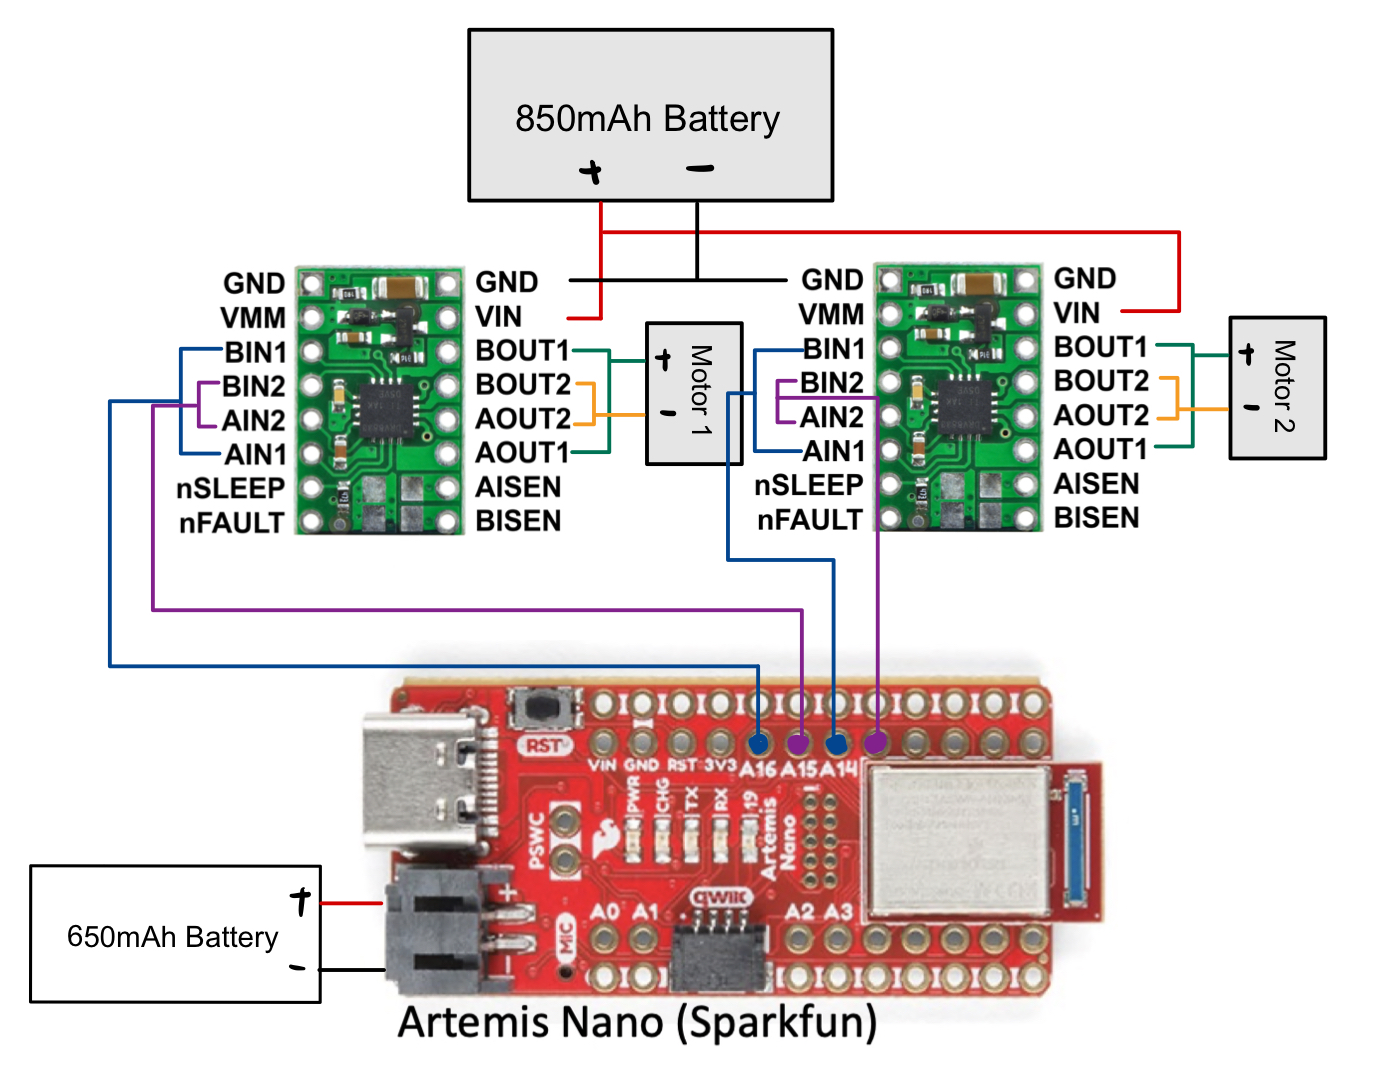 850mAh Battery
+ −
GND
VMM
BIN1
BIN2
AIN2
AIN1
nSLEEP
nFAULT
GND
VIN
BOUT1
BOUT2
AOUT2
AOUT1
AISEN
BISEN
+
−
Motor 1
GND
VMM
BIN1
BIN2
AIN2
AIN1
nSLEEP
nFAULT
GND
VIN
BOUT1
BOUT2
AOUT2
AOUT1
AISEN
BISEN
+
−
Motor 2
RST
VIN GND RST 3V3 A16 A15 A14
PWR
CHG
TX
RX
19
PSWC
Artemis
Nano
qwiic
A0 A1
A2 A3
MIC
+
−
650mAh Battery
+
-
Artemis Nano (Sparkfun)